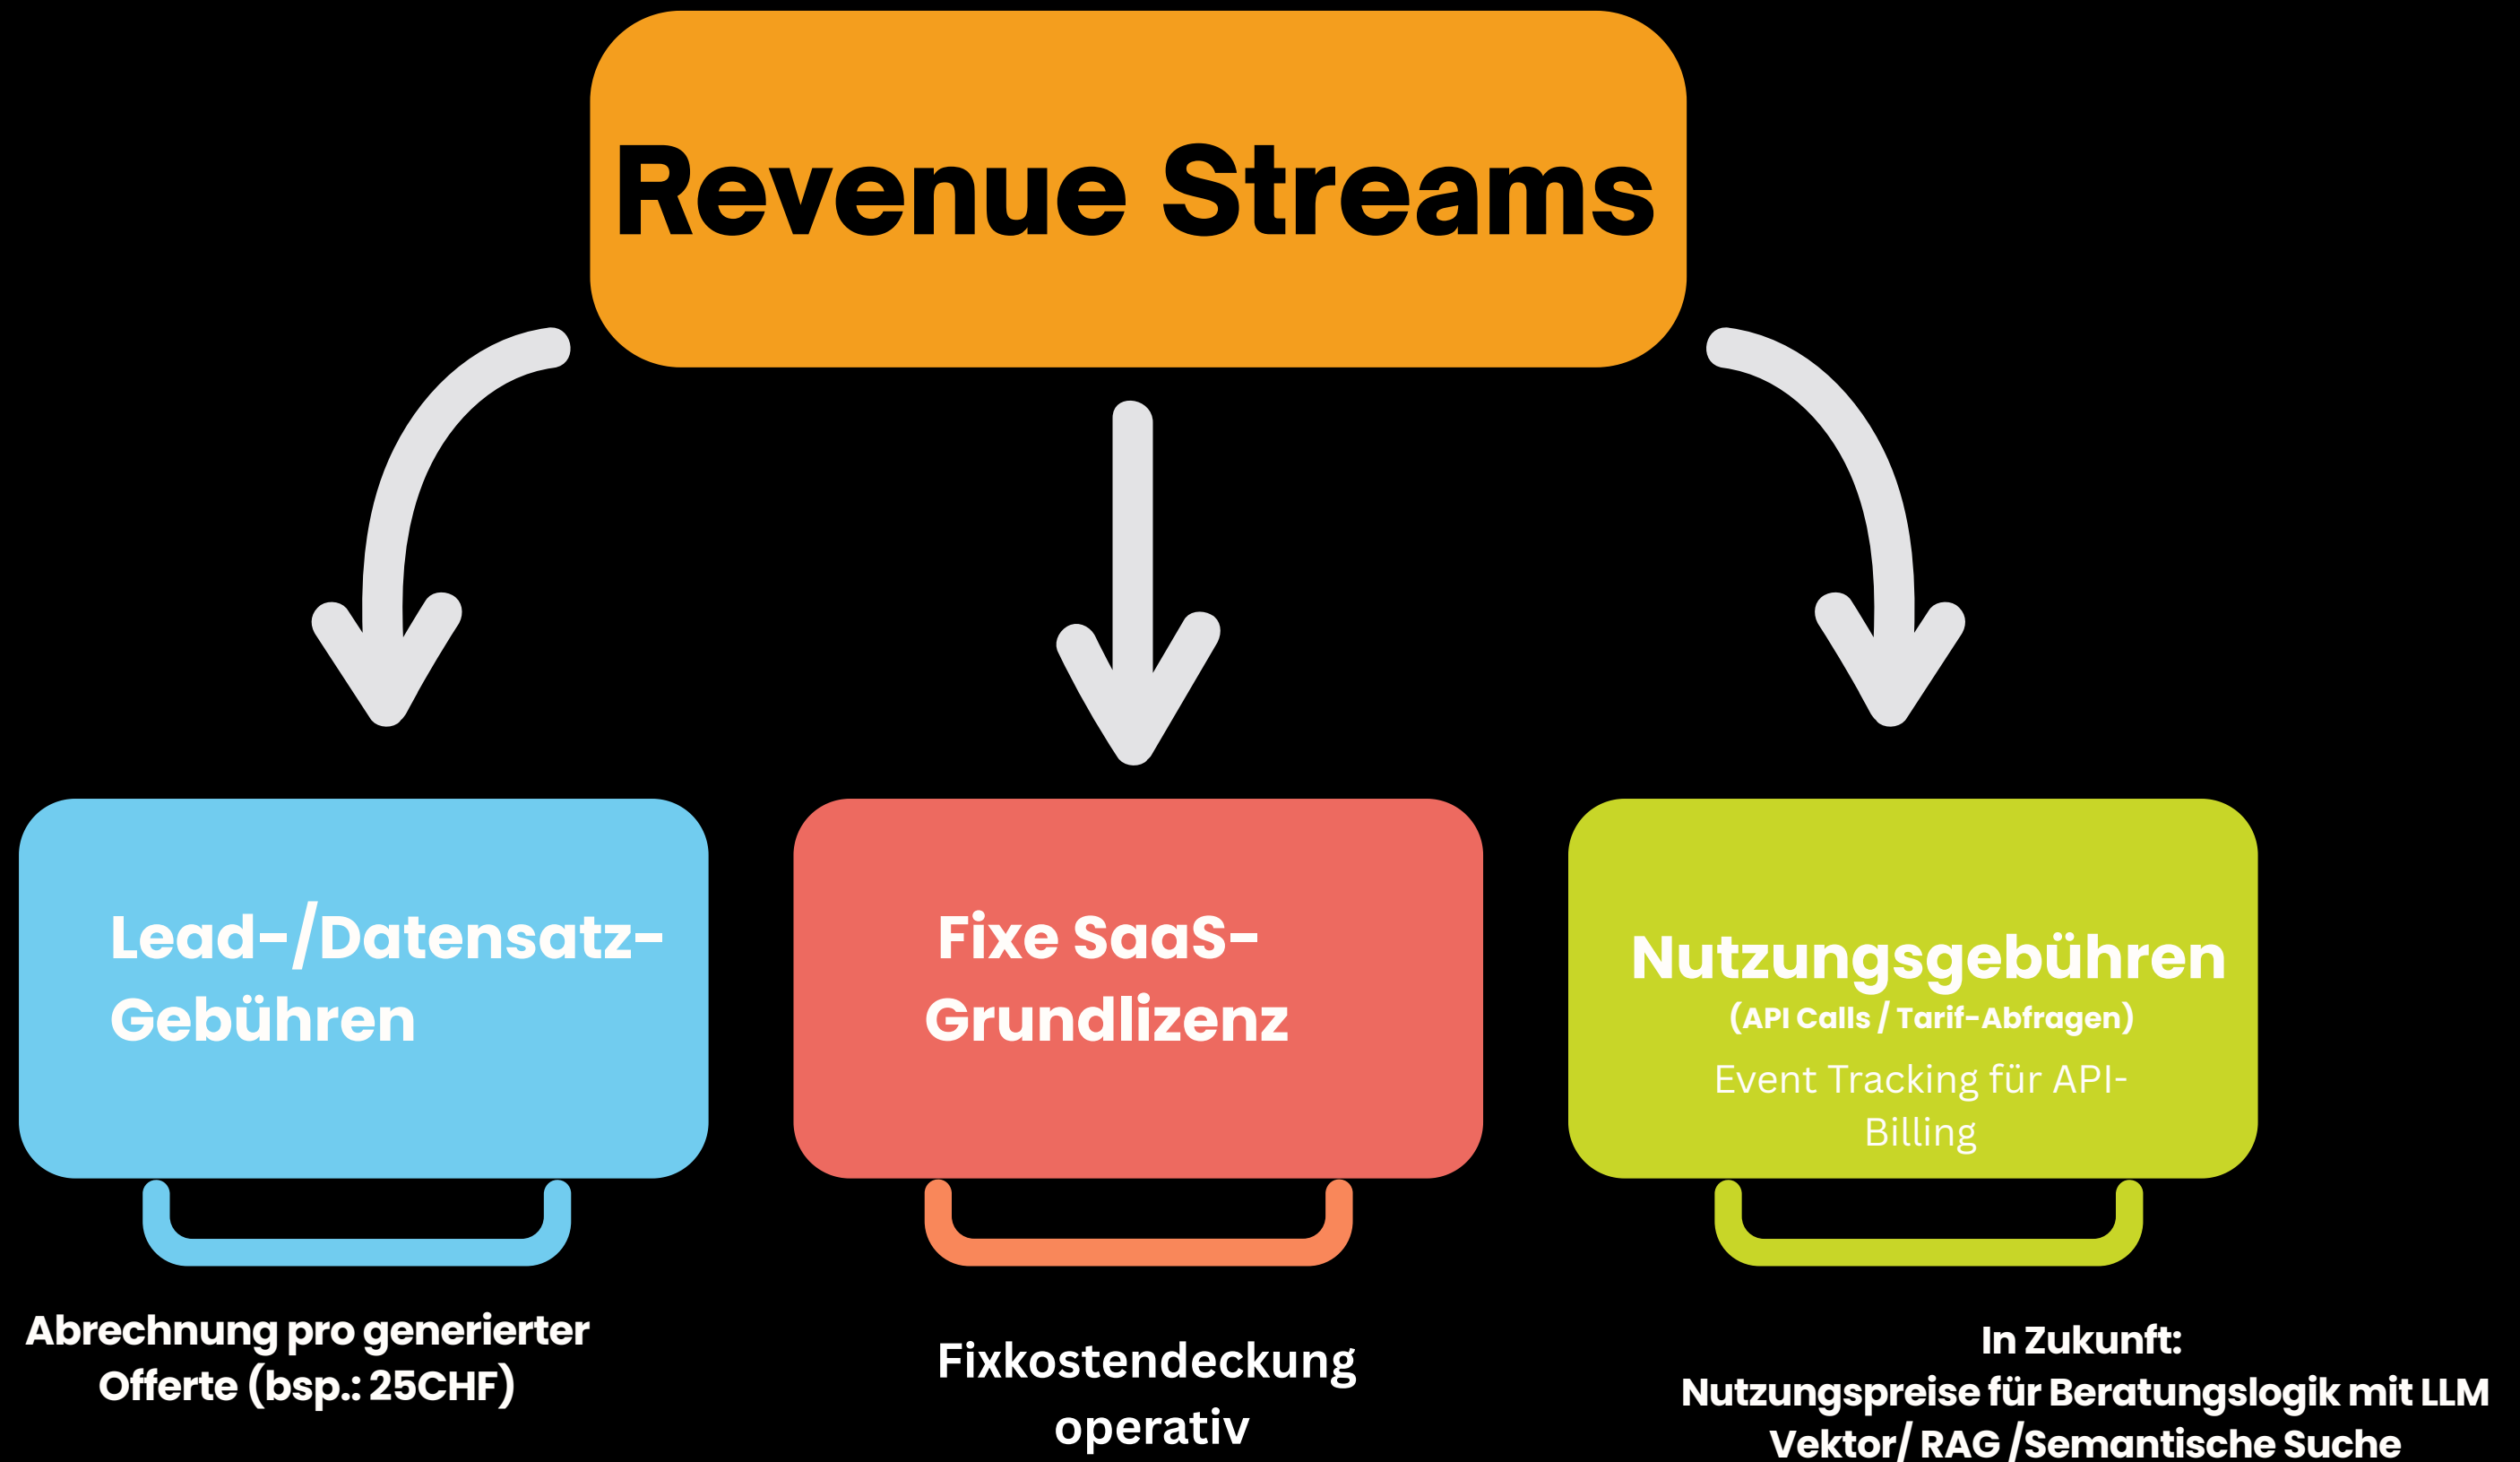 Revenue Streams
Lead-/Datensatz-
Gebühren
Fixe SaaS-
Grundlizenz
Nutzungsgebühren
(API Calls / Tarif-Abfragen)
Event Tracking für API-
Billing
Abrechnung pro generierter
Offerte (bsp.: 25CHF)
Fixkostendeckung
operativ
In Zukunft:
Nutzungspreise für Beratungslogik mit LLM
Vektor/ RAG /Semantische Suche